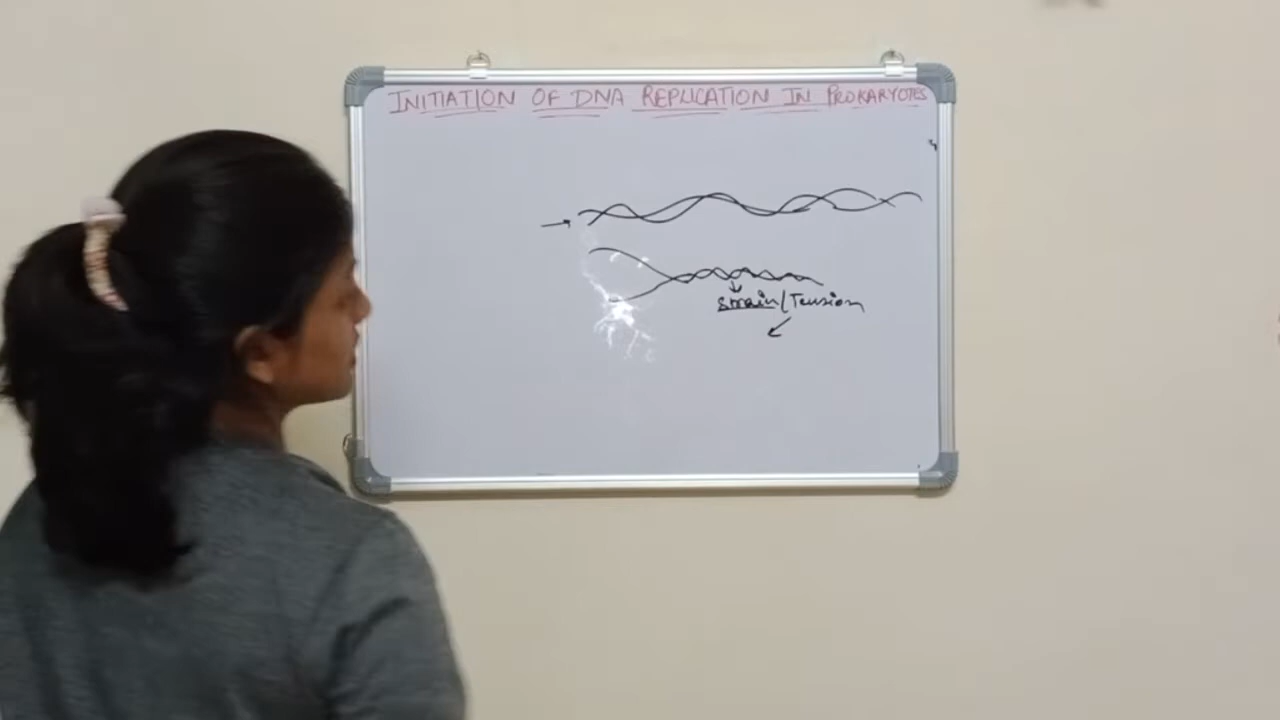 INITIATION OF DNA REPLICATION IN PROKARYOTES
strain/Tension